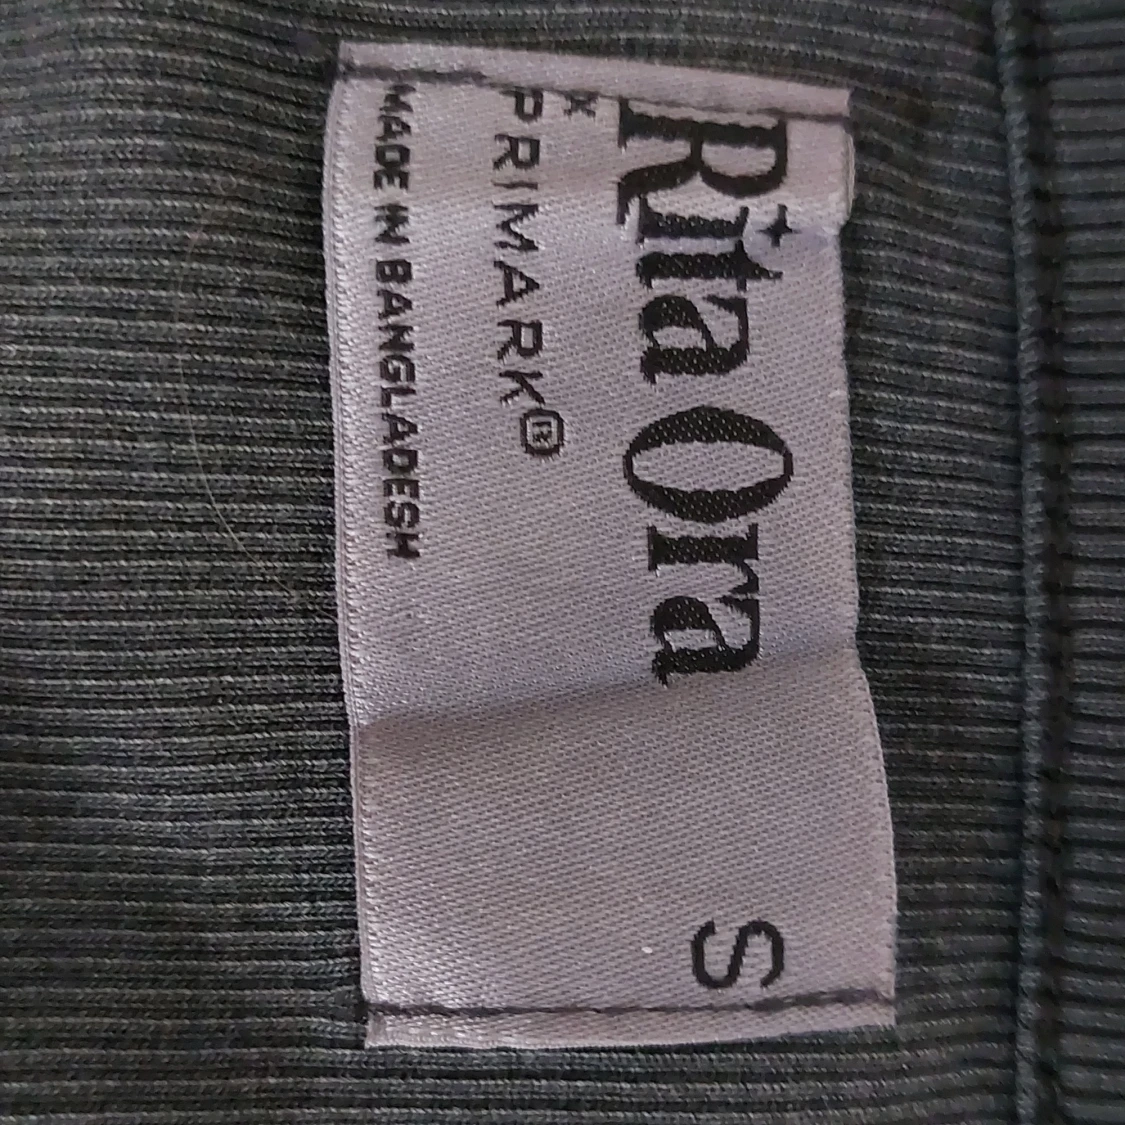 Rita Ora
x
PRIMARK®
MADE IN BANGLADESH
S